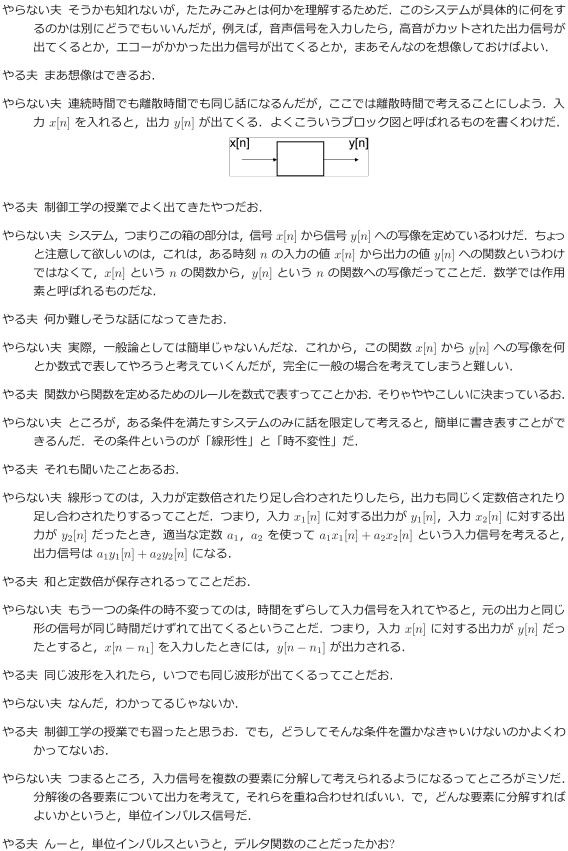 やらない夫 そうかも知れないが，たたみこみとは何かを理解するためだ．このシステムが具体的に何をす
るのかは別にどうでもいいんだが，例えば，音声信号を入力したら，高音がカットされた出力信号が
出てくるとか，エコーがかかった出力信号が出てくるとか，まあそんなのを想像しておけばよい．
やる夫 まあ想像はできるお．
やらない夫 連続時間でも離散時間でも同じ話になるんだが，ここでは離散時間で考えることにしよう．入
力 x[n] を入れると，出力 y[n] が出てくる．よくこういうブロック図と呼ばれるものを書くわけだ．
x[n] y[n]
やる夫 制御工学の授業でよく出てきたやつだお．
やらない夫 システム，つまりこの箱の部分は，信号 x[n] から信号 y[n] への写像を定めているわけだ．ちょっ
と注意して欲しいのは，これは，ある時刻 n の入力の値 x[n] から出力の値 y[n] への関数というわけ
ではなくて，x[n] という n の関数から，y[n] という n の関数への写像だってことだ．数学では作用
素と呼ばれるものだな．
やる夫 何か難しそうな話になってきたお．
やらない夫 実際，一般論としては簡単じゃないんだな．これから，この関数 x[n] から y[n] への写像を何
とか数式で表してやろうと考えていくんだが，完全に一般の場合を考えてしまうと難しい．
やる夫 関数から関数を定めるためのルールを数式で表すってことかお．そりゃややこしいに決まっているお．
やらない夫 ところが，ある条件を満たすシステムのみに話を限定して考えると，簡単に書き表すことがで
きるんだ．その条件というのが「線形性」と「時不変性」だ．
やる夫 それも聞いたことあるお．
やらない夫 線形ってのは，入力が定数倍されたり足し合わされたりしたら，出力も同じく定数倍されたり
足し合わされたりするってことだ．つまり，入力 x₁[n] に対する出力が y₁[n]，入力 x₂[n] に対する出
力が y₂[n] だったとき，適当な定数 a₁，a₂ を使って a₁x₁[n] + a₂x₂[n] という入力信号を考えると，
出力信号は a₁y₁[n] + a₂y₂[n] になる．
やる夫 和と定数倍が保存されるってことだお．
やらない夫 もう一つの条件の時不変ってのは，時間をずらして入力信号を入れてやると，元の出力と同じ
形の信号が同じ時間だけずれて出てくるということだ．つまり，入力 x[n] に対する出力が y[n] だっ
たとすると，x[n − n₁] を入力したときには，y[n − n₁] が出力される．
やる夫 同じ波形を入れたら，いつでも同じ波形が出てくるってことだお．
やらない夫 なんだ，わかってるじゃないか．
やる夫 制御工学の授業でも習ったと思うお．でも，どうしてそんな条件を置かなきゃいけないのかよくわ
かってないお．
やらない夫 つまるところ，入力信号を複数の要素に分解して考えられるようになるってところがミソだ．
分解後の各要素について出力を考えて，それらを重ね合わせればいい．で，どんな要素に分解すれば
よいかというと，単位インパルス信号だ．
やる夫 んーと，単位インパルスというと，デルタ関数のことだったかお?